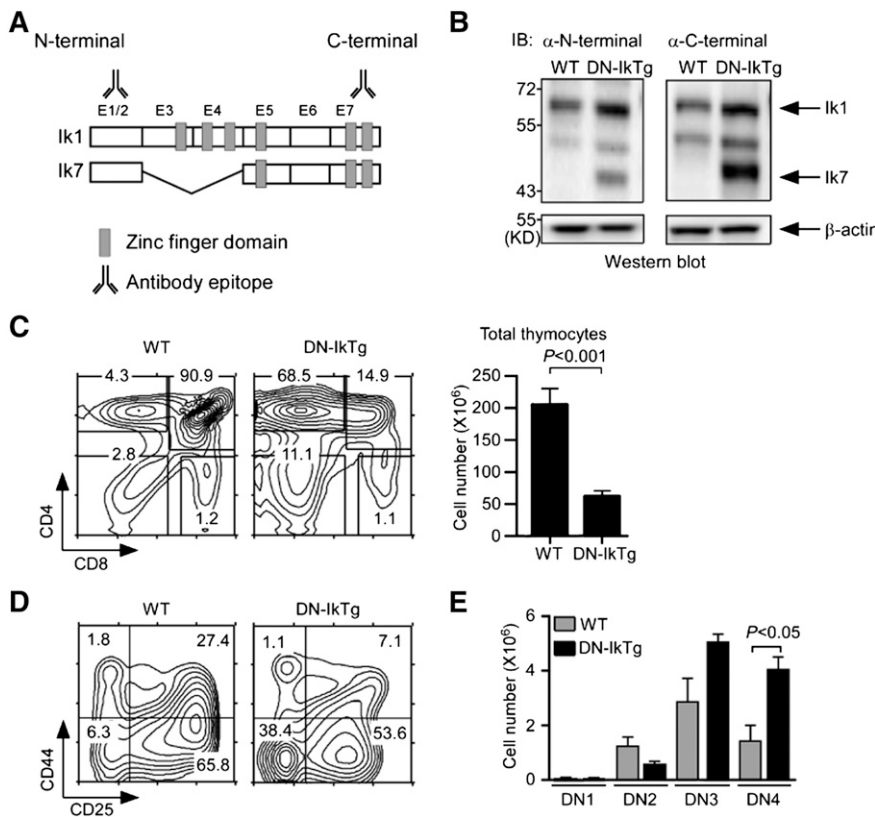 A
N-terminal
C-terminal
E1/2 E3 E4 E5 E6 E7
Ik1
Ik7
Zinc finger domain
Antibody epitope
B
IB: α-N-terminal α-C-terminal
WT DN-IkTg WT DN-IkTg
72
55
43
55
(KD)
Ik1
Ik7
β-actin
Western blot
C
WT
DN-IkTg
4.3 90.9
2.8
1.2
68.5 14.9
11.1
1.1
CD4
CD8
Total thymocytes
P<0.001
Cell number (X10⁶)
250
200
150
100
50
0
WT DN-IkTg
D
WT
DN-IkTg
1.8 27.4
6.3
65.8
1.1 7.1
38.4 53.6
CD44
CD25
E
WT
DN-IkTg
P<0.05
Cell number (X10⁶)
6
4
2
0
DN1 DN2 DN3 DN4